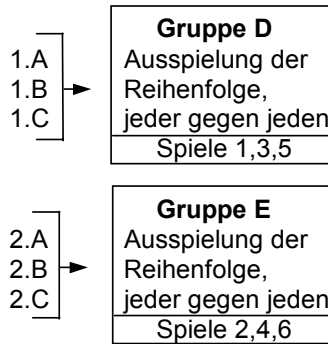 1.A
1.B
1.C
Gruppe D
Ausspielung der
Reihenfolge,
jeder gegen jeden
Spiele 1,3,5
2.A
2.B
2.C
Gruppe E
Ausspielung der
Reihenfolge,
jeder gegen jeden
Spiele 2,4,6